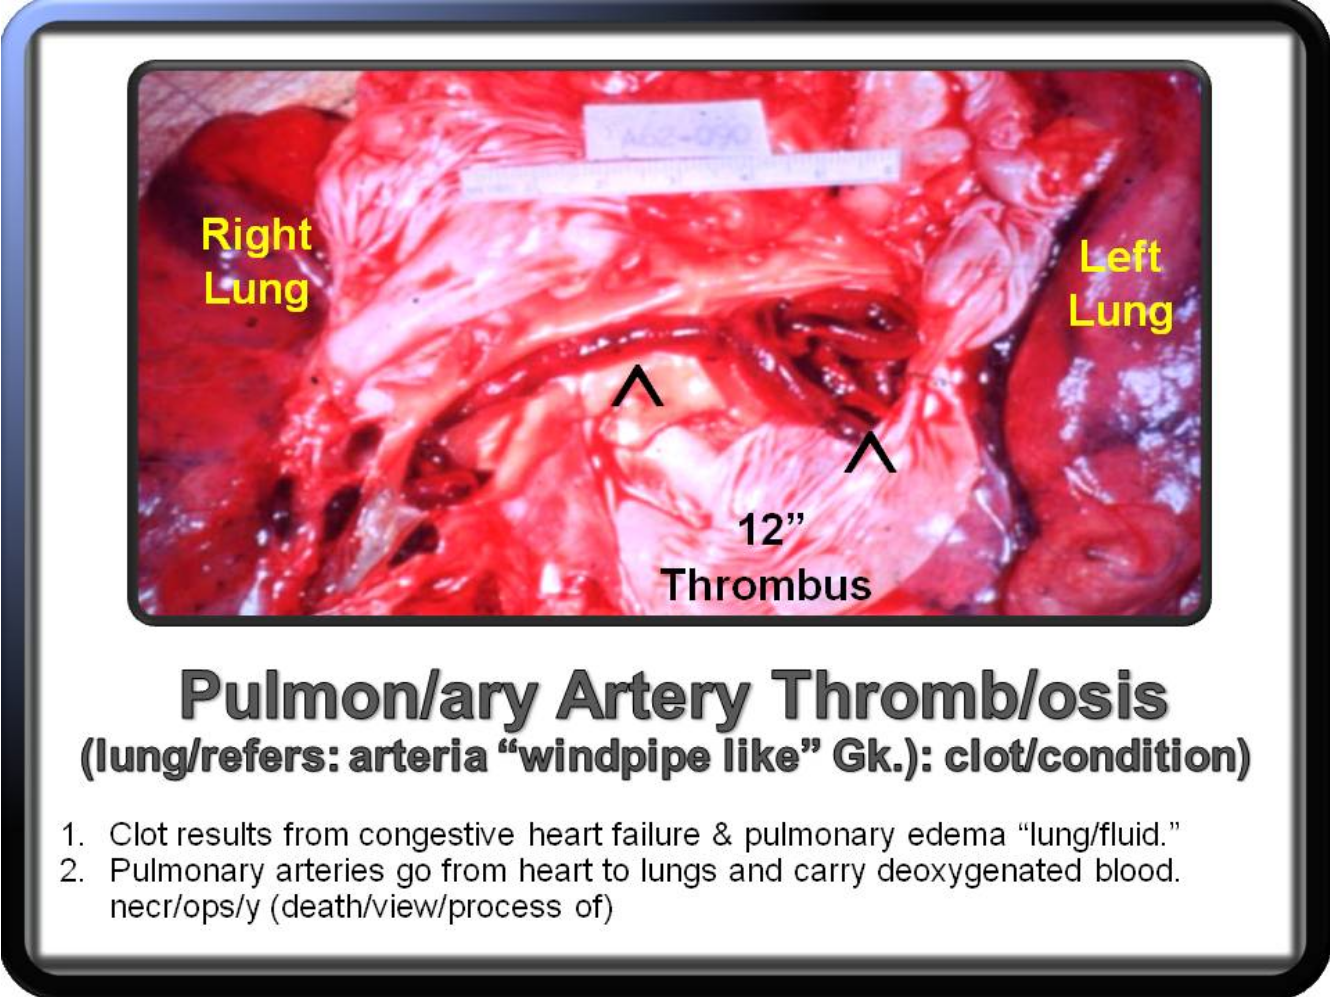 A62-090
Right
Lung
Left
Lung
12”
Thrombus
Pulmon/ary Artery Thromb/osis
(lung/refers: arteria “windpipe like” Gk.): clot/condition)
1. Clot results from congestive heart failure & pulmonary edema “lung/fluid.”
2. Pulmonary arteries go from heart to lungs and carry deoxygenated blood.
necr/ops/y (death/view/process of)